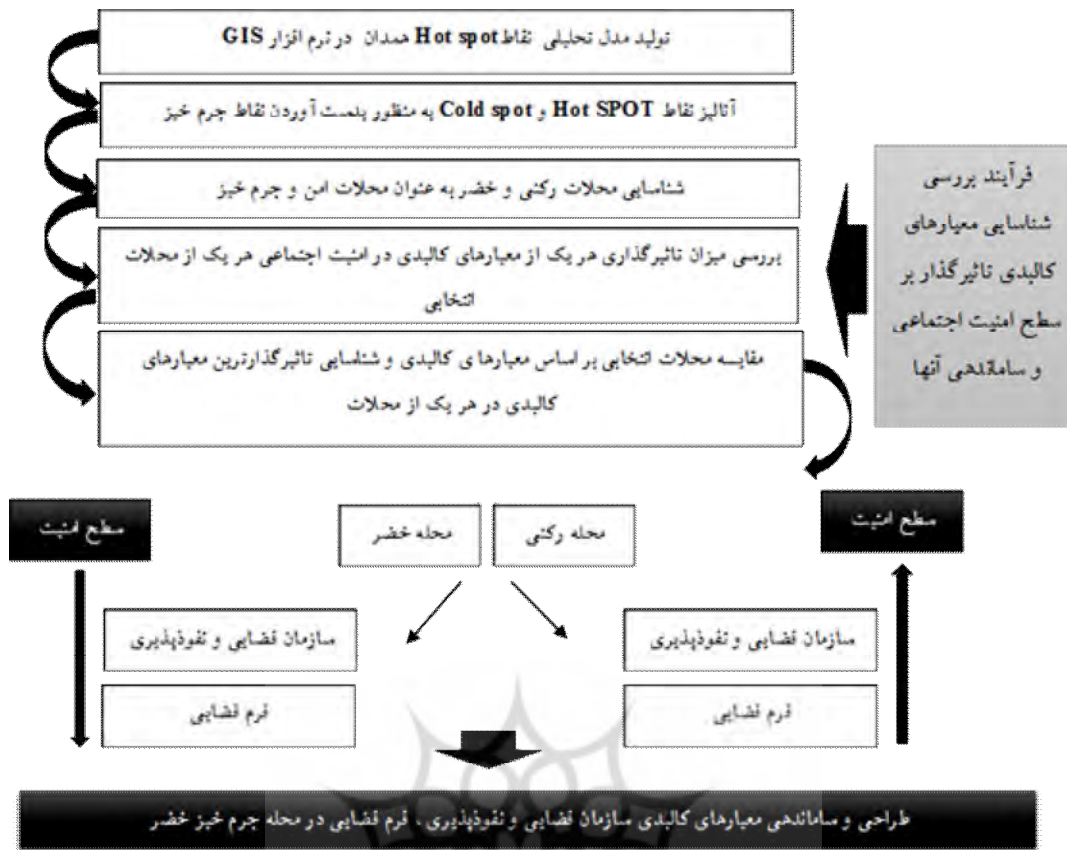 تولید مدل تحلیلی نقاط Hot spot همدان در نرم افزار GIS
آنالیز نقاط Hot SPOT و Cold spot به منظور بدست آوردن نقاط جرم خیز
شناسایی محلات رکنی و خضر به عنوان محلات امن و جرم خیز
بررسی میزان تاثیرگذاری هر یک از معیارهای کالبدی در امنیت اجتماعی هر یک از محلات
انتخابی
مقایسه محلات انتخابی بر اساس معیارها ی کالبدی و شناسایی تاثیرگذارترین معیارهای
کالبدی در هر یک از محلات
فرآیند بررسی
شناسایی معیارهای
کالبدی تاثیرگذار بر
سطح امنیت اجتماعی
و ساماندهی آنها
سطح امنیت
محله رکنی
محله خضر
سطح امنیت
سازمان فضایی و نفوذپذیری
فرم فضایی
سازمان فضایی و نفوذپذیری
فرم فضایی
طراحی و ساماندهی معیارهای کالبدی سازمان فضایی و نفوذپذیری ، فرم فضایی در محله جرم خیز خضر